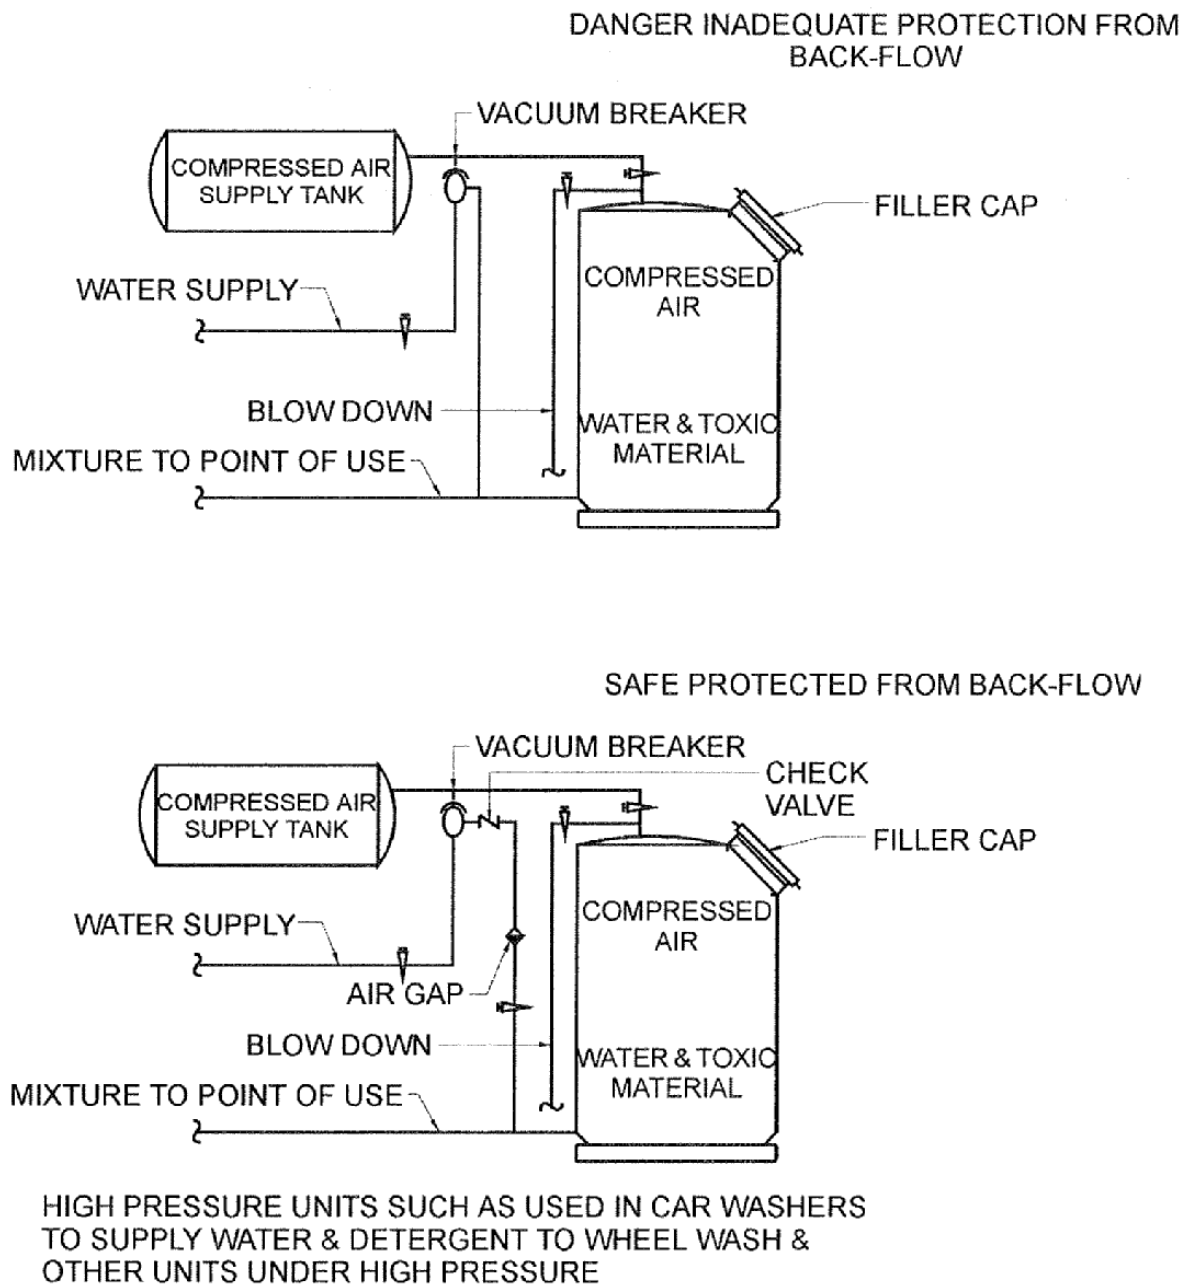 DANGER INADEQUATE PROTECTION FROM
BACK-FLOW
VACUUM BREAKER
COMPRESSED AIR
SUPPLY TANK
FILLER CAP
WATER SUPPLY
COMPRESSED
AIR
BLOW DOWN
WATER & TOXIC
MATERIAL
MIXTURE TO POINT OF USE
SAFE PROTECTED FROM BACK-FLOW
VACUUM BREAKER
CHECK
VALVE
COMPRESSED AIR
SUPPLY TANK
FILLER CAP
WATER SUPPLY
COMPRESSED
AIR
AIR GAP
BLOW DOWN
WATER & TOXIC
MATERIAL
MIXTURE TO POINT OF USE
HIGH PRESSURE UNITS SUCH AS USED IN CAR WASHERS
TO SUPPLY WATER & DETERGENT TO WHEEL WASH &
OTHER UNITS UNDER HIGH PRESSURE